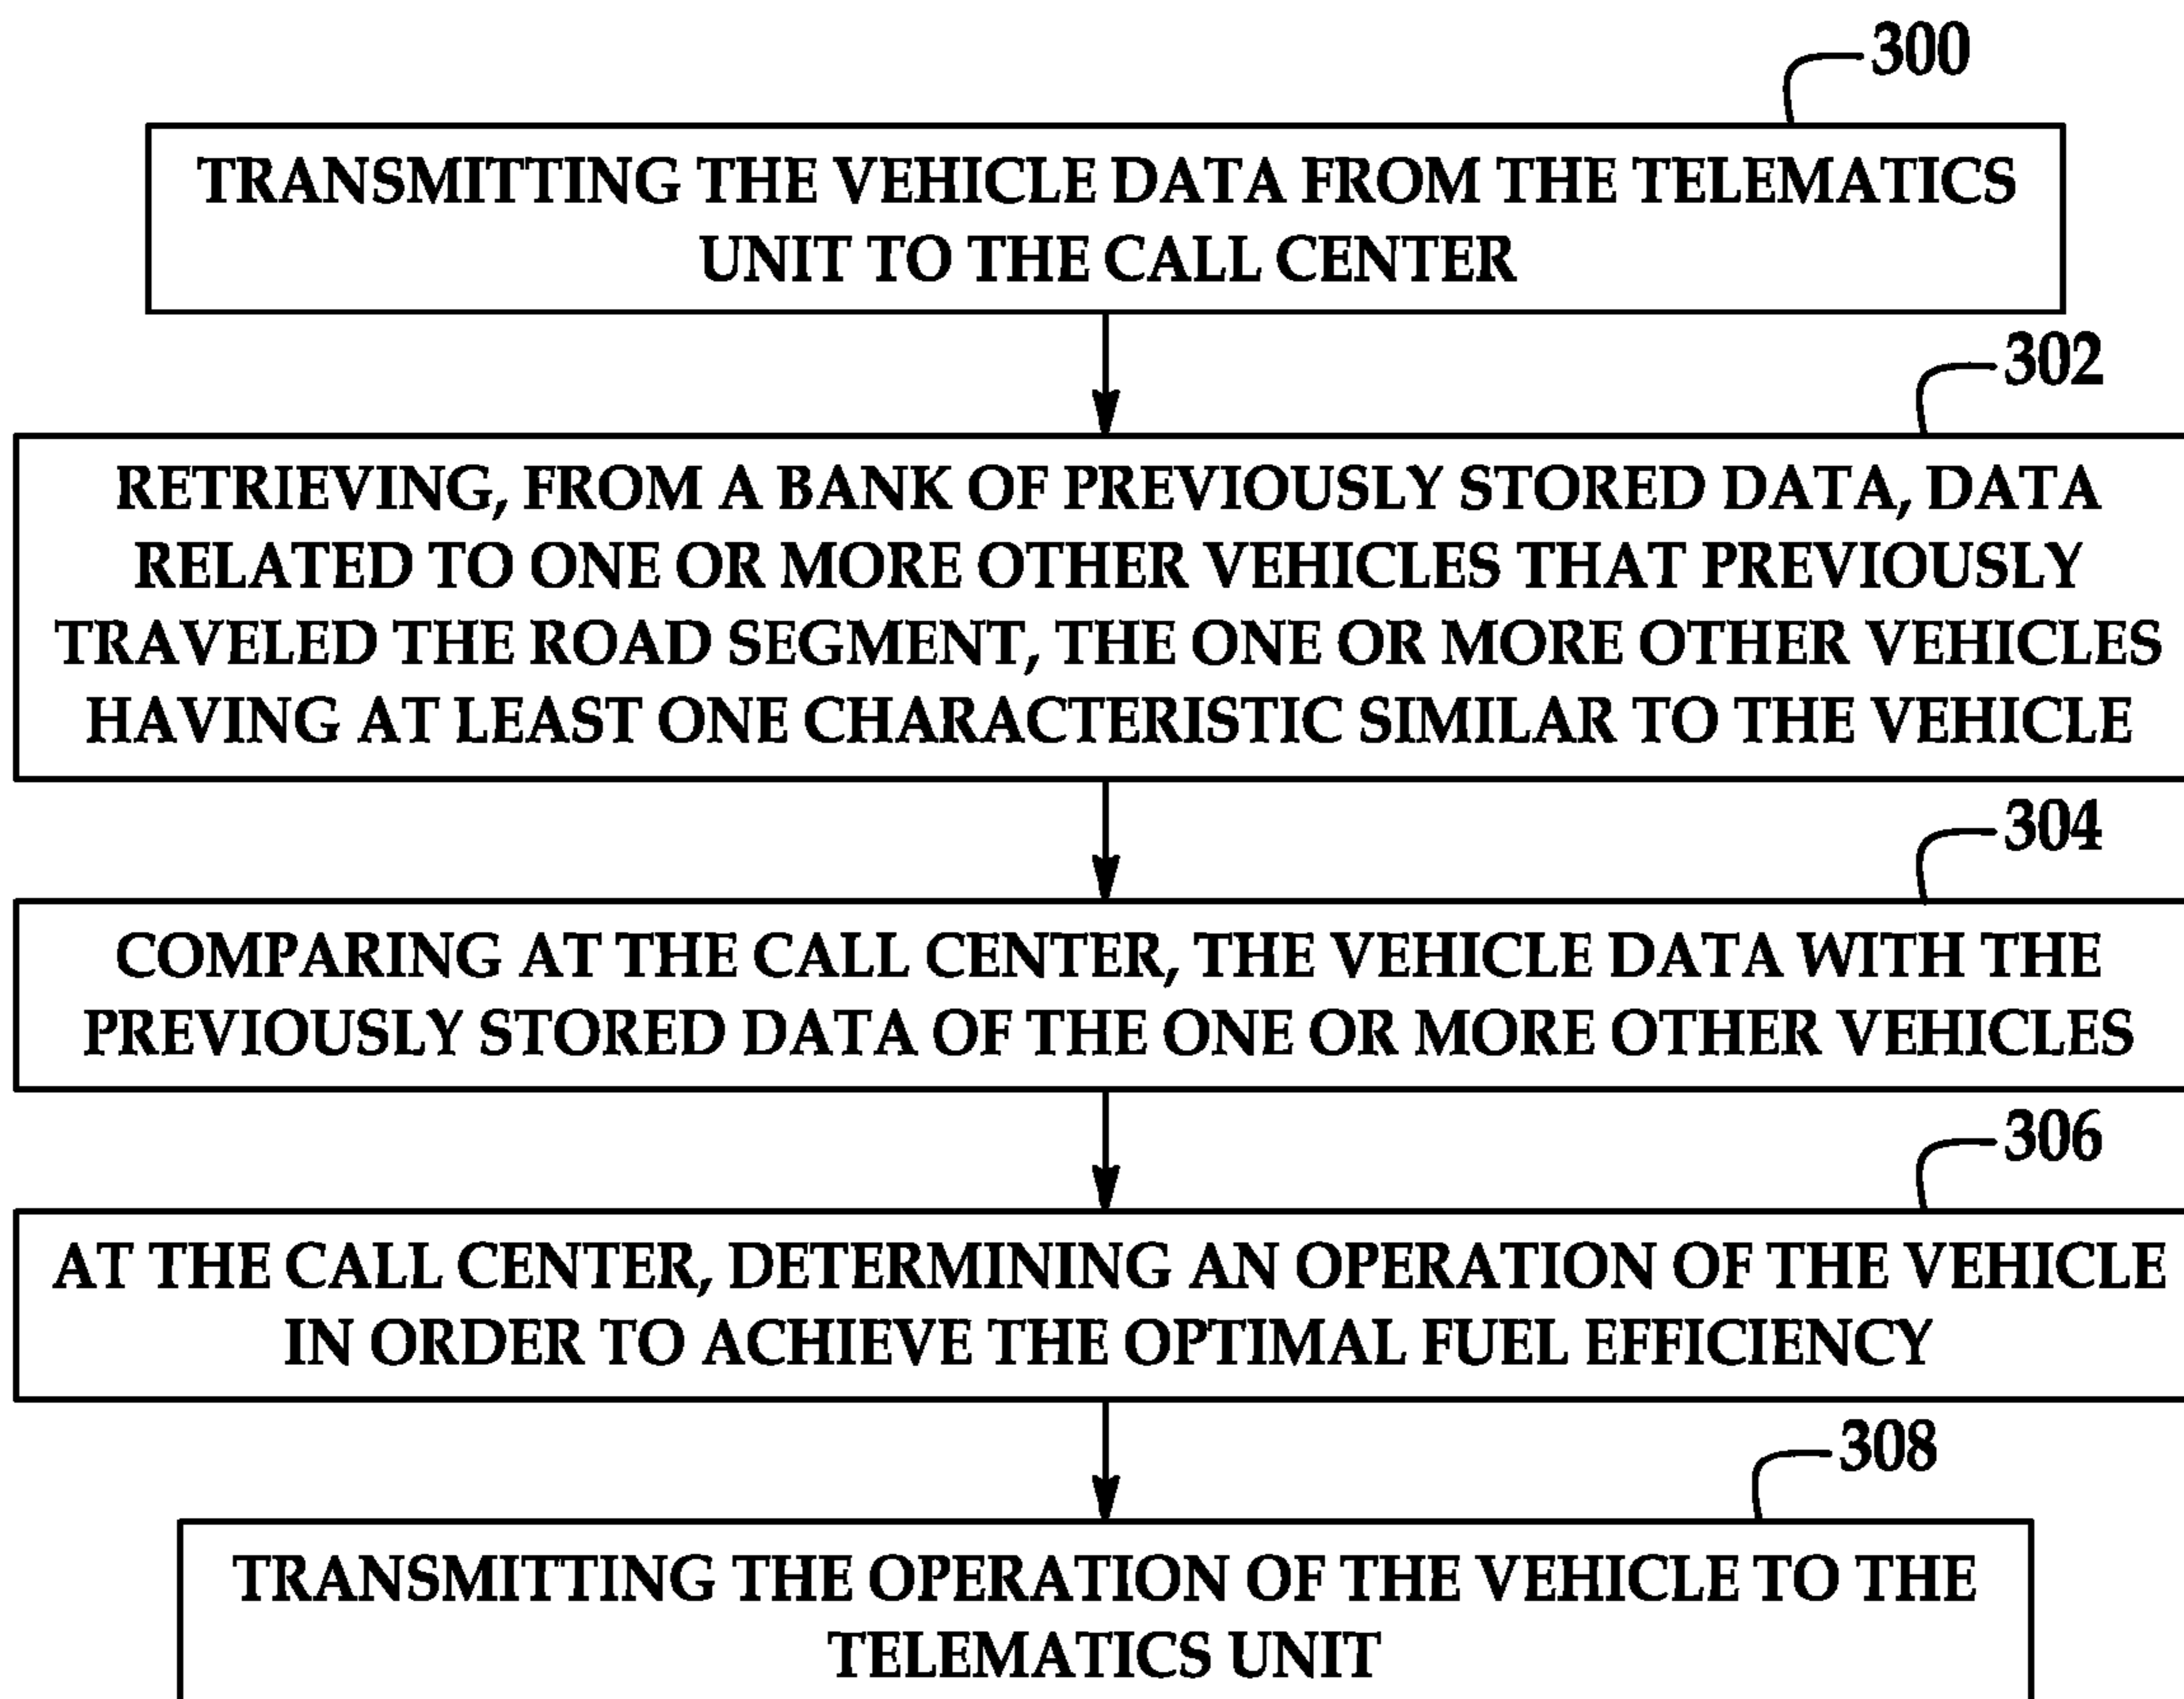 300
TRANSMITTING THE VEHICLE DATA FROM THE TELEMATICS
UNIT TO THE CALL CENTER
302
RETRIEVING, FROM A BANK OF PREVIOUSLY STORED DATA, DATA
RELATED TO ONE OR MORE OTHER VEHICLES THAT PREVIOUSLY
TRAVELED THE ROAD SEGMENT, THE ONE OR MORE OTHER VEHICLES
HAVING AT LEAST ONE CHARACTERISTIC SIMILAR TO THE VEHICLE
304
COMPARING AT THE CALL CENTER, THE VEHICLE DATA WITH THE
PREVIOUSLY STORED DATA OF THE ONE OR MORE OTHER VEHICLES
306
AT THE CALL CENTER, DETERMINING AN OPERATION OF THE VEHICLE
IN ORDER TO ACHIEVE THE OPTIMAL FUEL EFFICIENCY
308
TRANSMITTING THE OPERATION OF THE VEHICLE TO THE
TELEMATICS UNIT